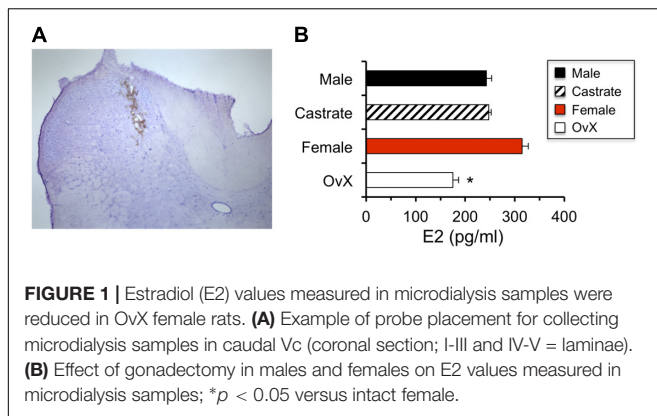 A
B
Male
Castrate
Female
OvX
0
100
200
300
400
E2 (pg/ml)
*
Male
Castrate
Female
OvX
FIGURE 1 | Estradiol (E2) values measured in microdialysis samples were
reduced in OvX female rats. (A) Example of probe placement for collecting
microdialysis samples in caudal Vc (coronal section; I-III and IV-V = laminae).
(B) Effect of gonadectomy in males and females on E2 values measured in
microdialysis samples; *p < 0.05 versus intact female.